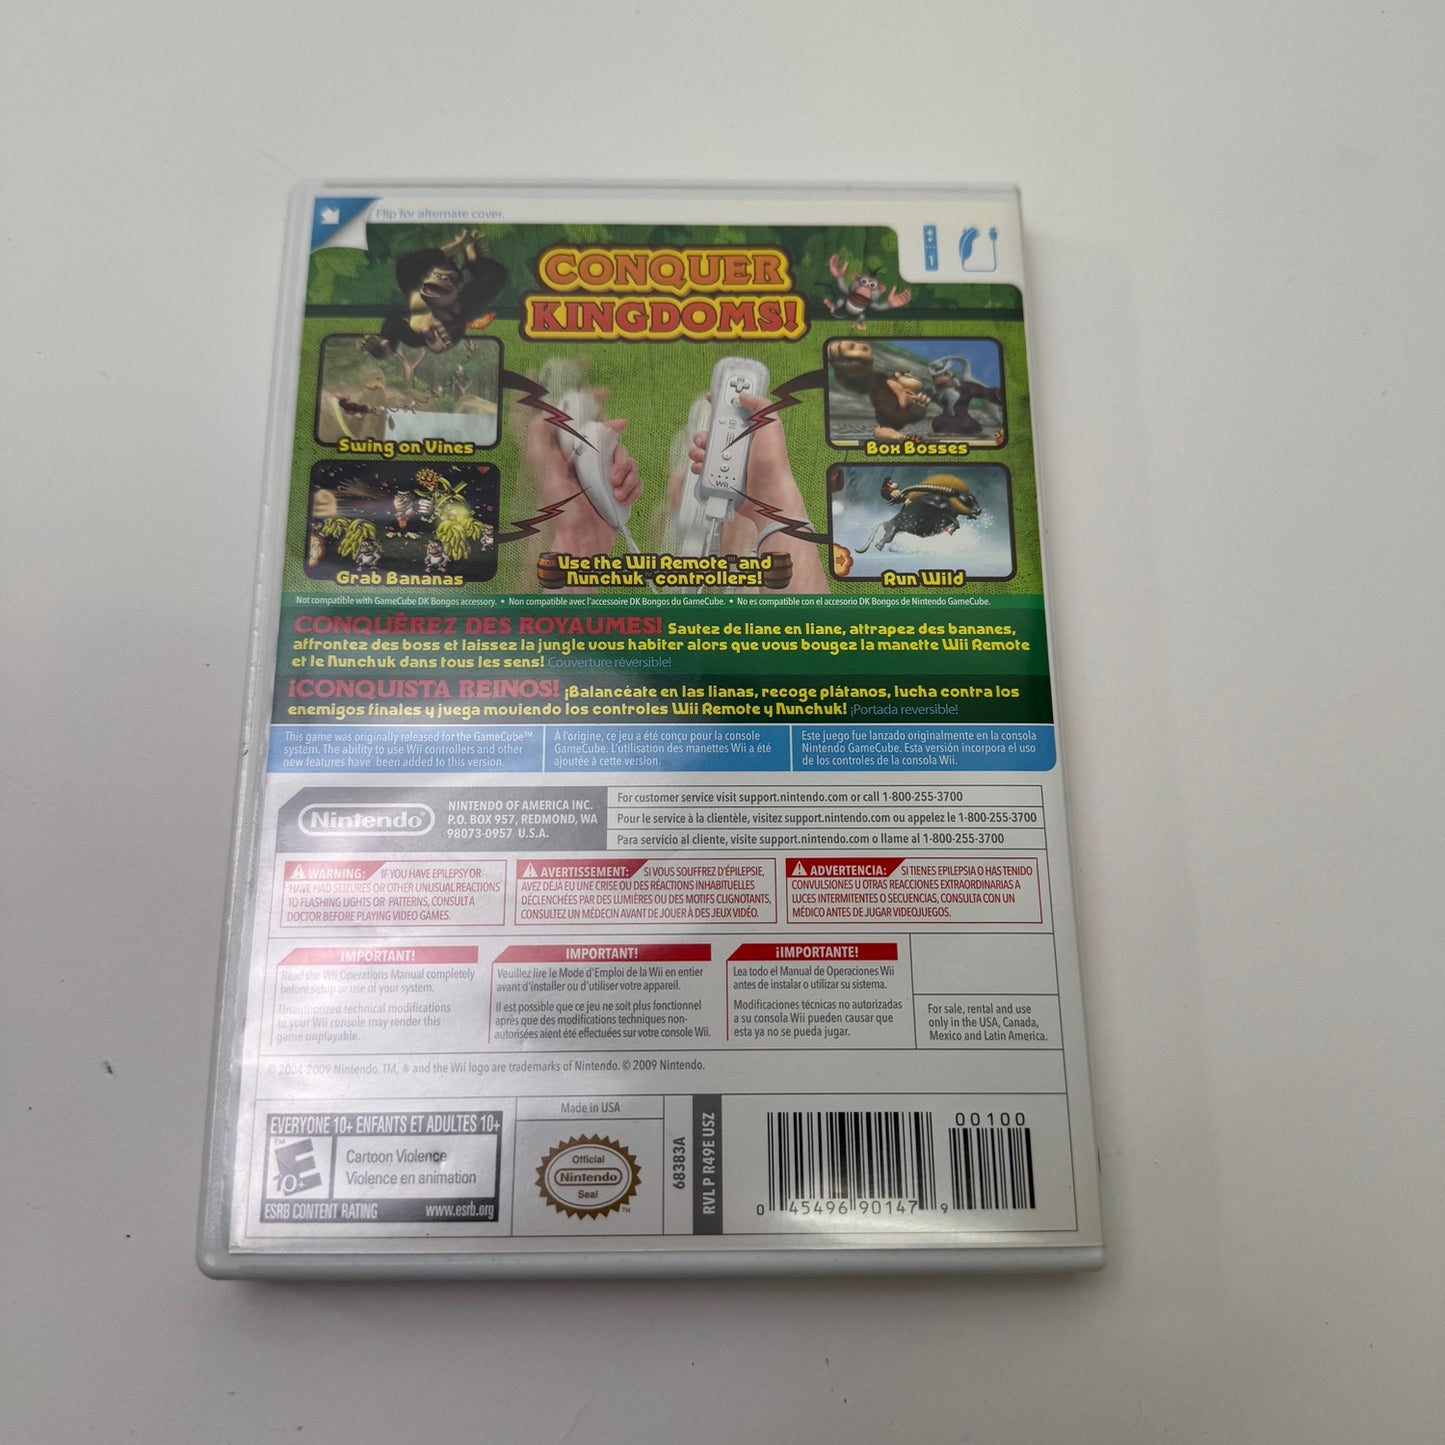 Flip for alternate cover.
CONQUER
KINGDOMS!
1
Swing on Vines
Box Bosses
Wii
Grab Bananas
Use the Wii Remote™ and
Nunchuk™ controllers!
Run Wild
Not compatible with GameCube DK Bongos accessory. • Non compatible avec l'accessoire DK Bongos du GameCube. • No es compatible con el accesorio DK Bongos de Nintendo GameCube.
CONQUÉREZ DES ROYAUMES! Sautez de liane en liane, attrapez des bananes,
affrontez des boss et laissez la jungle vous habiter alors que vous bougez la manette Wii Remote
et le Nunchuk dans tous les sens! Couverture réversible!
¡CONQUISTA REINOS! ¡Balancéate en las lianas, recoge plátanos, lucha contra los
enemigos finales y juega moviendo los controles Wii Remote y Nunchuk! ¡Portada reversible!
This game was originally released for the GameCube™
system. The ability to use Wii controllers and other
new features have been added to this version.
À l'origine, ce jeu a été conçu pour la console
GameCube. L'utilisation des manettes Wii a été
ajoutée à cette version.
Este juego fue lanzado originalmente en la consola
Nintendo GameCube. Esta versión incorpora el uso
de los controles de la consola Wii.
Nintendo®
NINTENDO OF AMERICA INC.
P.O. BOX 957, REDMOND, WA
98073-0957 U.S.A.
For customer service visit support.nintendo.com or call 1-800-255-3700
Pour le service à la clientèle, visitez support.nintendo.com ou appelez le 1-800-255-3700
Para servicio al cliente, visite support.nintendo.com o llame al 1-800-255-3700
WARNING: IF YOU HAVE EPILEPSY OR
HAVE HAD SEIZURES OR OTHER UNUSUAL REACTIONS
TO FLASHING LIGHTS OR PATTERNS, CONSULT A
DOCTOR BEFORE PLAYING VIDEO GAMES.
AVERTISSEMENT: SI VOUS SOUFFREZ D'ÉPILEPSIE,
AVEZ DÉJÀ EU UNE CRISE OU DES RÉACTIONS INHABITUELLES
DÉCLENCHÉES PAR DES LUMIÈRES OU DES MOTIFS CLIGNOTANTS,
CONSULTEZ UN MÉDECIN AVANT DE JOUER À DES JEUX VIDÉO.
ADVERTENCIA: SI TIENES EPILEPSIA O HAS TENIDO
CONVULSIONES U OTRAS REACCIONES EXTRAORDINARIAS A
LUCES INTERMITENTES O SECUENCIAS, CONSULTA CON UN
MÉDICO ANTES DE JUGAR VIDEOJUEGOS.
IMPORTANT!
Read the Wii Operations Manual completely
before setup or use of your system.
Unauthorized technical modifications
to your Wii console may render this
game unplayable.
IMPORTANT!
Veuillez lire le Mode d'Emploi de la Wii en entier
avant d'installer ou d'utiliser votre appareil.
Il est possible que ce jeu ne soit plus fonctionnel
après que des modifications techniques non-
autorisées aient été effectuées sur votre console Wii.
¡IMPORTANTE!
Lea todo el Manual de Operaciones Wii
antes de instalar o utilizar su sistema.
Modificaciones técnicas no autorizadas
a su consola Wii pueden causar que
esta ya no se pueda jugar.
For sale, rental and use
only in the USA, Canada,
Mexico and Latin America.
© 2004-2009 Nintendo. TM, ® and the Wii logo are trademarks of Nintendo. © 2009 Nintendo.
EVERYONE 10+ ENFANTS ET ADULTES 10+
E
10+
TM
Cartoon Violence
Violence en animation
ESRB CONTENT RATING www.esrb.org
Made in USA
Official
Nintendo
Seal
TM
68383A
RVL P R49E USZ
0 45496 90147 9
00100